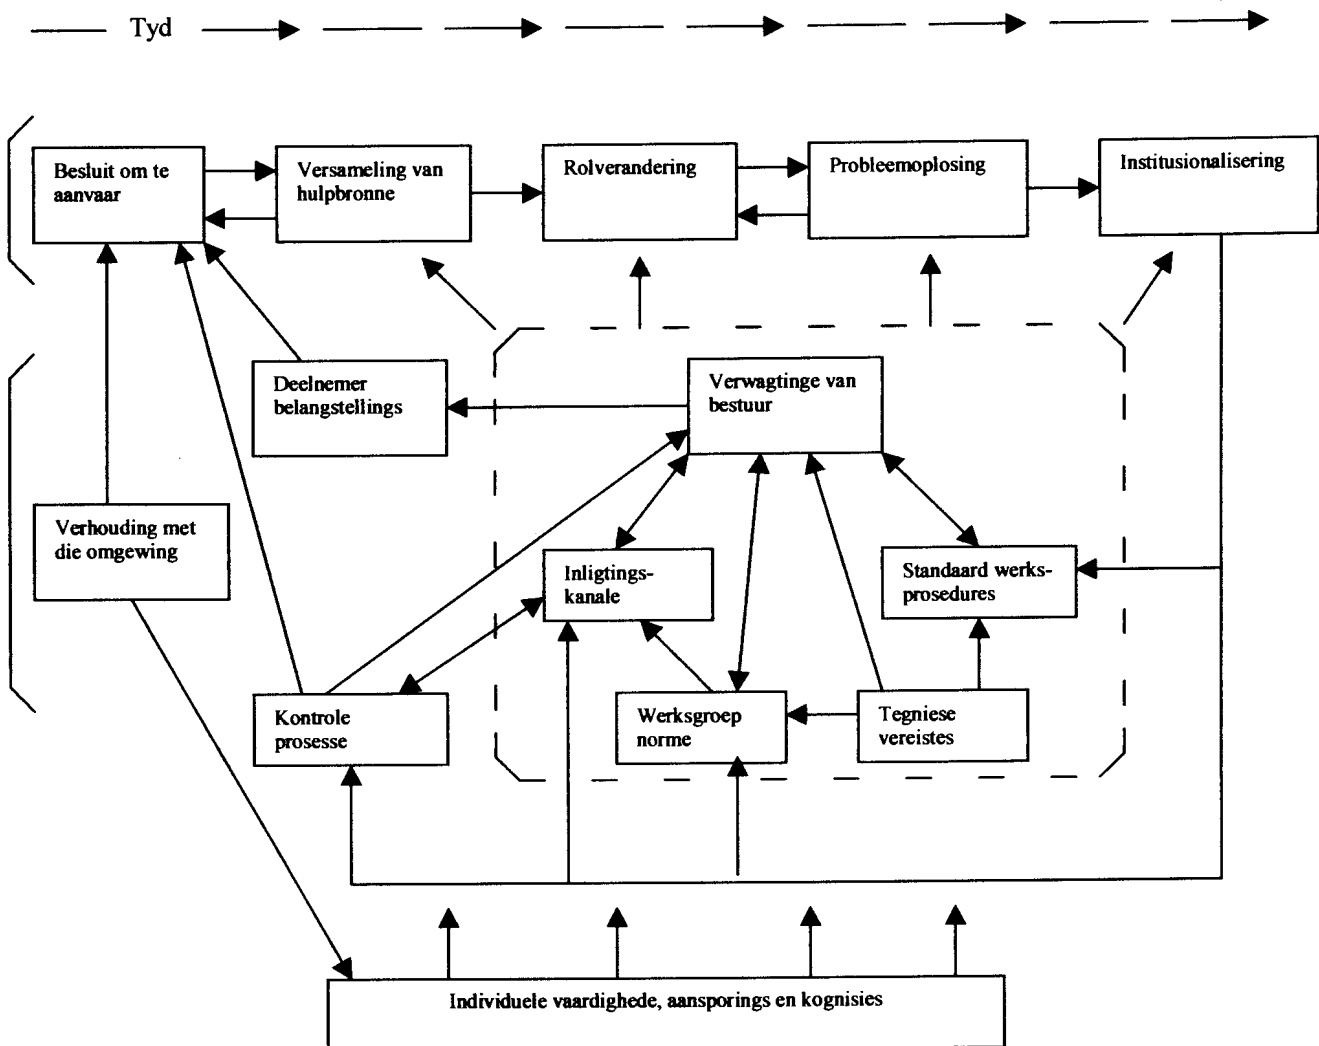 Tyd
Besluit om te
aanvaar
Versameling van
hulpbronne
Rolverandering
Probleemoplosing
Institusionalisering
Deelnemer
belangstellings
Verwagtinge van
bestuur
Verhouding met
die omgewing
Inligtings-
kanale
Standaard werks-
prosedures
Kontrole
prosesse
Werksgroep
norme
Tegniese
vereistes
Individuele vaardighede, aansporings en kognisies